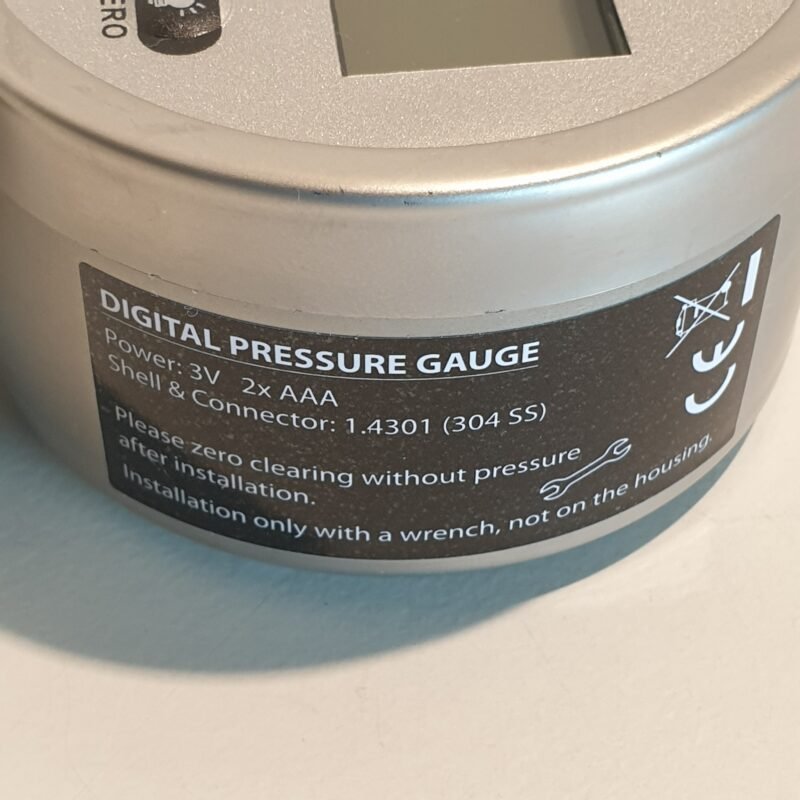 ERO
DIGITAL PRESSURE GAUGE
Power: 3V 2x AAA
Shell & Connector: 1.4301 (304 SS)
Please zero clearing without pressure
after installation.
Installation only with a wrench, not on the housing.
CE